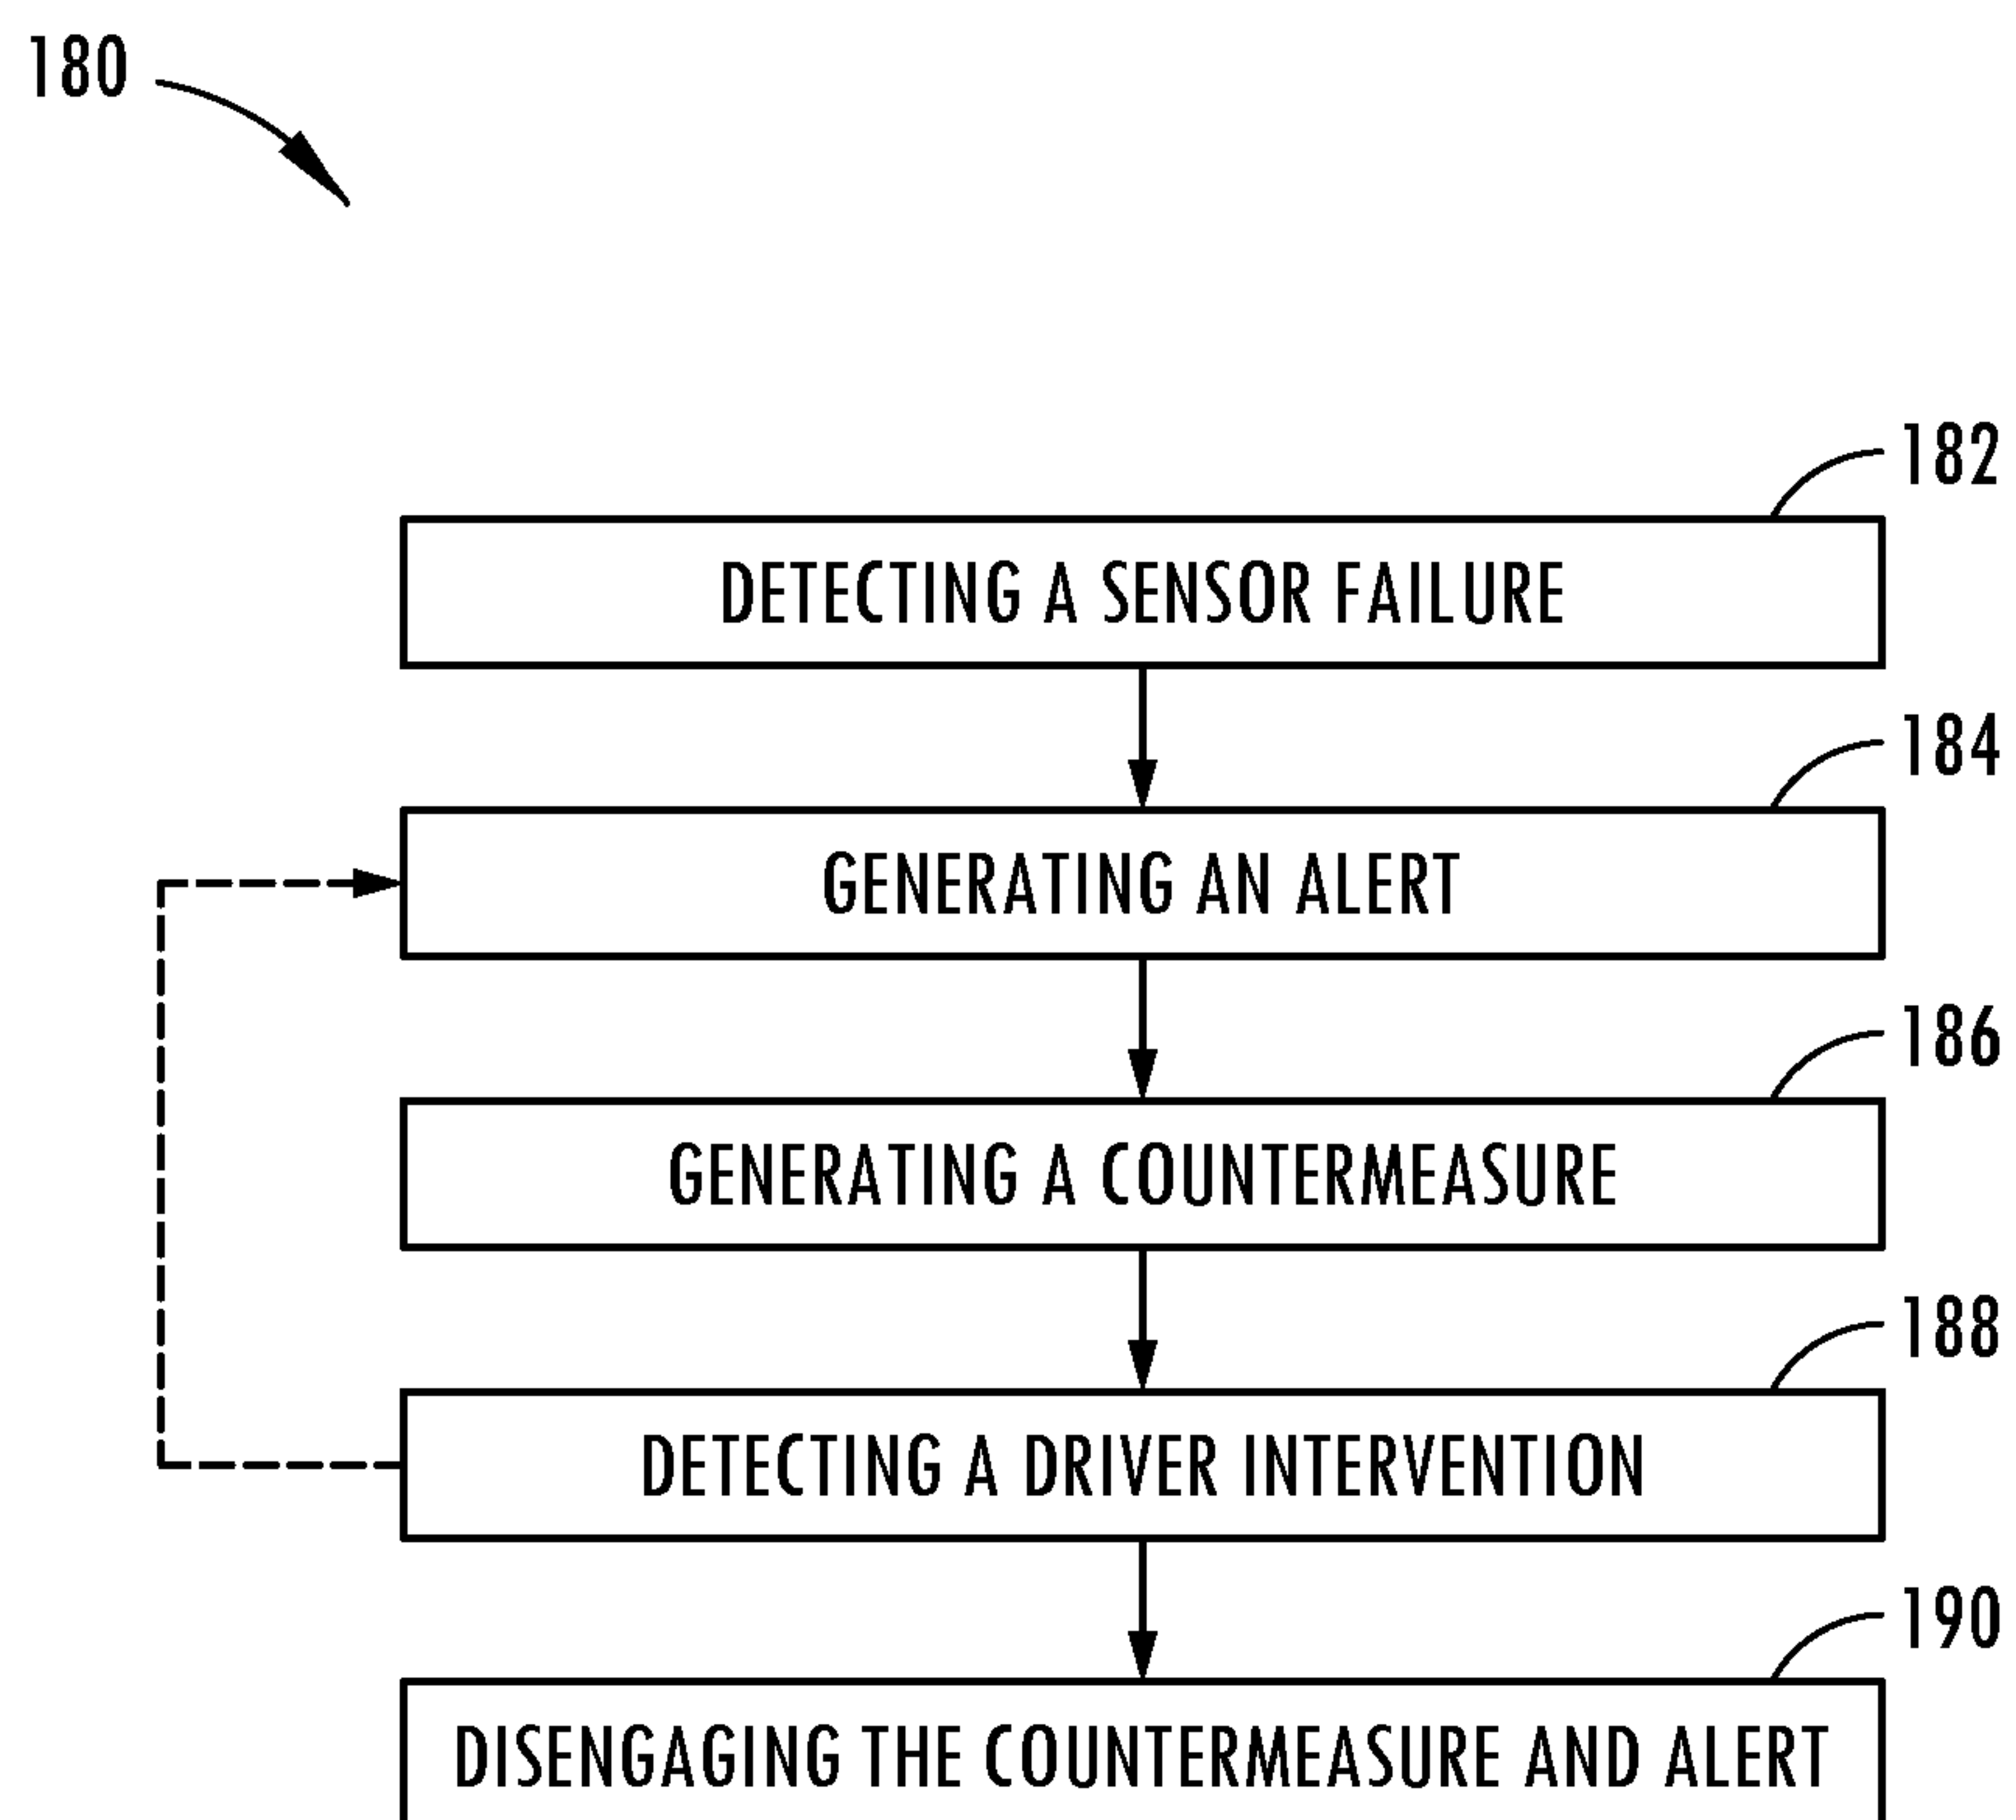 180
182
DETECTING A SENSOR FAILURE
184
GENERATING AN ALERT
186
GENERATING A COUNTERMEASURE
188
DETECTING A DRIVER INTERVENTION
190
DISENGAGING THE COUNTERMEASURE AND ALERT